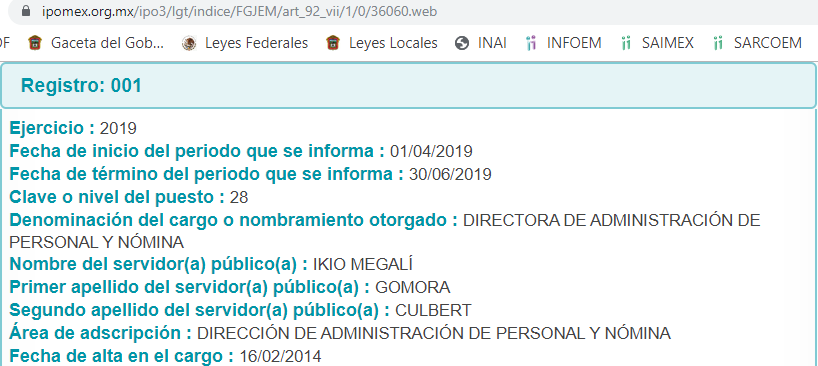 ipomex.org.mx/ipo3/lgt/indice/FGJEM/art_92_vii/1/0/36060.web
OF Gaceta del Gob... Leyes Federales Leyes Locales INAI INFOEM SAIMEX SARCOEM
Registro: 001
Ejercicio : 2019
Fecha de inicio del periodo que se informa : 01/04/2019
Fecha de término del periodo que se informa : 30/06/2019
Clave o nivel del puesto : 28
Denominación del cargo o nombramiento otorgado : DIRECTORA DE ADMINISTRACIÓN DE
PERSONAL Y NÓMINA
Nombre del servidor(a) público(a) : IKIO MEGALÍ
Primer apellido del servidor(a) público(a) : GOMORA
Segundo apellido del servidor(a) público(a) : CULBERT
Área de adscripción : DIRECCIÓN DE ADMINISTRACIÓN DE PERSONAL Y NÓMINA
Fecha de alta en el cargo : 16/02/2014